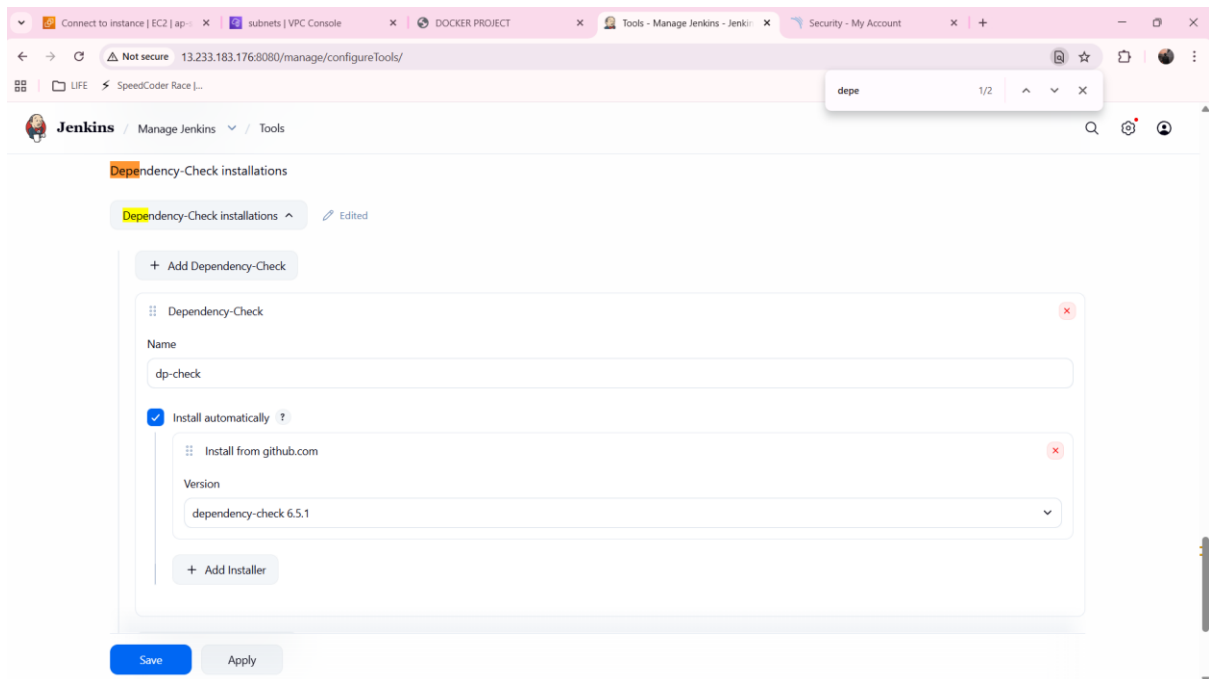 Connect to instance | EC2 | ap-s
subnets | VPC Console
DOCKER PROJECT
Tools - Manage Jenkins - Jenkin
Security - My Account
Not secure 13.233.183.176:8080/manage/configureTools/
LIFE SpeedCoder Race |...
depe 1/2
Jenkins / Manage Jenkins / Tools
Dependency-Check installations
Dependency-Check installations Edited
+ Add Dependency-Check
Dependency-Check
Name
dp-check
Install automatically ?
Install from github.com
Version
dependency-check 6.5.1
+ Add Installer
Save Apply